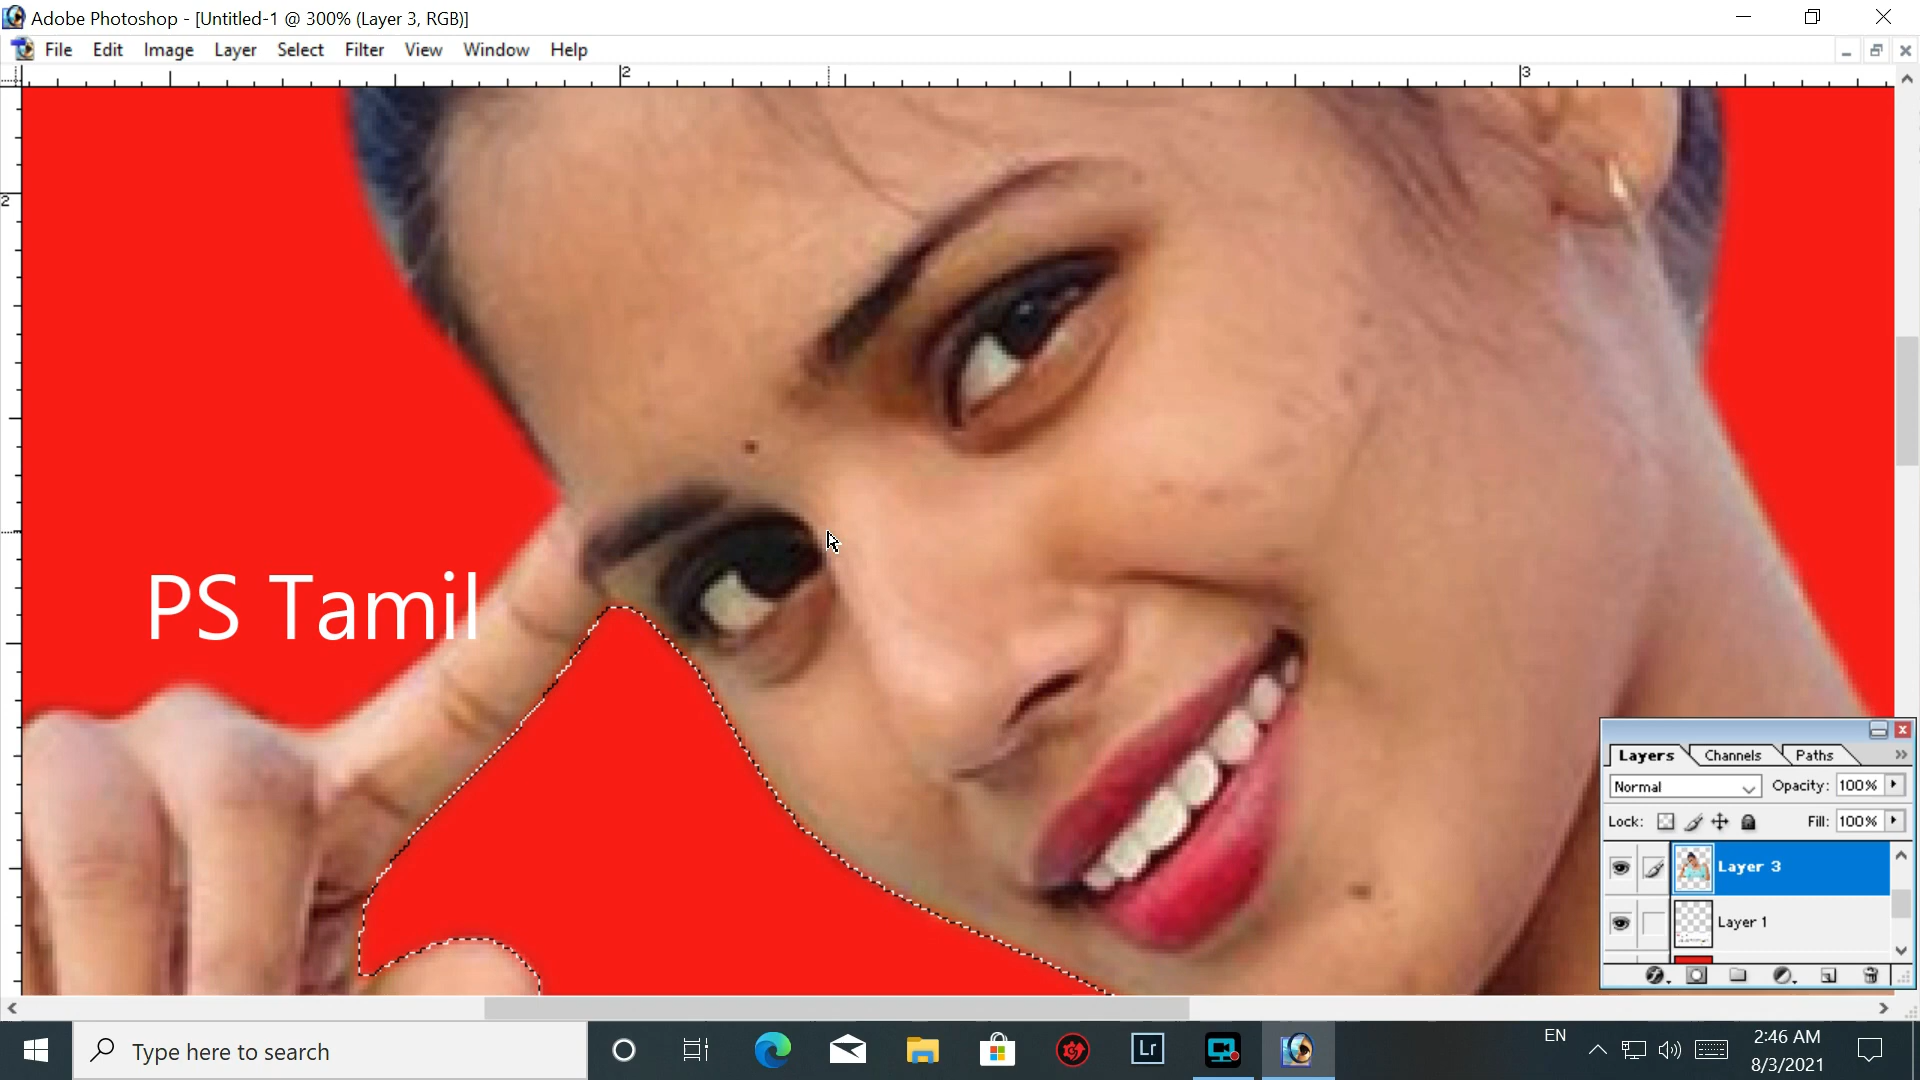 Adobe Photoshop - [Untitled-1 @ 300% (Layer 3, RGB)]
File Edit Image Layer Select Filter View Window Help
2 3
2
PS Tamil
Layers Channels Paths
Normal Opacity: 100%
Lock: Fill: 100%
Layer 3
Layer 1
Type here to search
Lr
EN
2:46 AM
8/3/2021